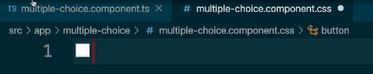 TS multiple-choice.component.ts × # multiple-choice.component.css ●
src > app > multiple-choice > # multiple-choice.component.css > button
1